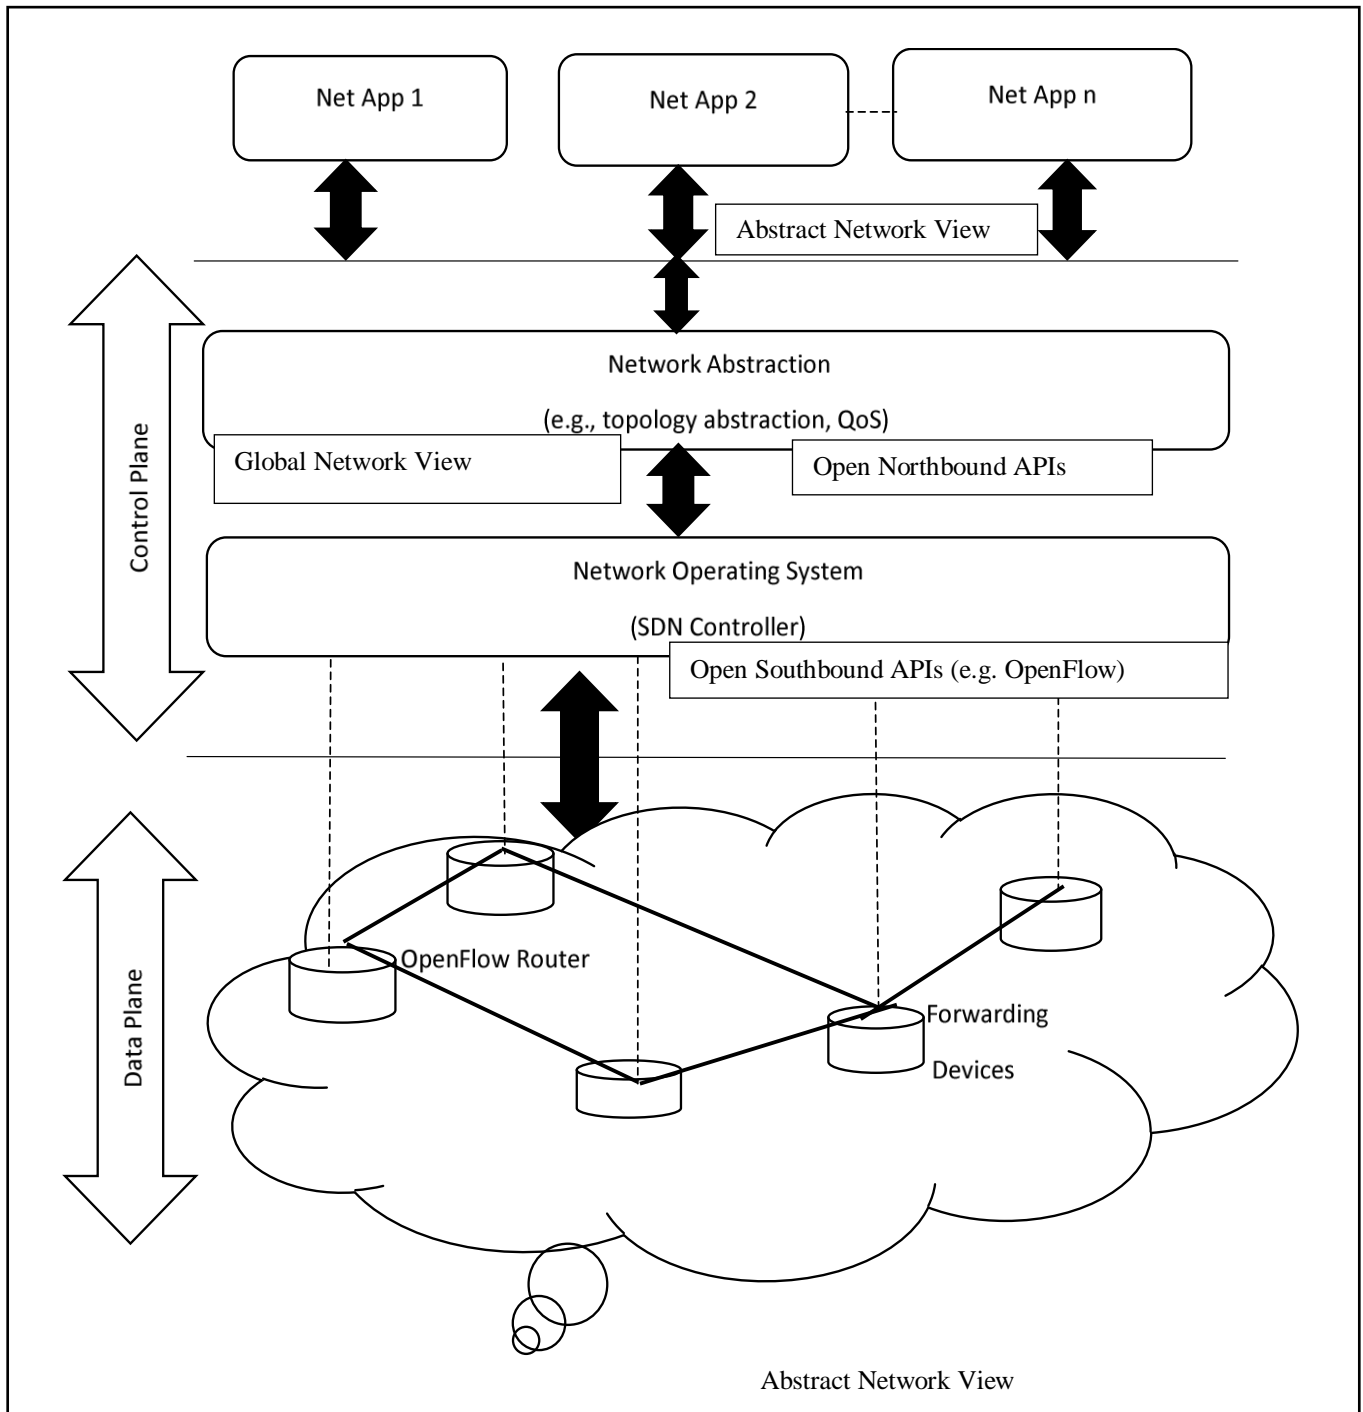 Net App 1
Net App 2
Net App n
Abstract Network View
Network Abstraction
(e.g., topology abstraction, QoS)
Global Network View
Open Northbound APIs
Control Plane
Network Operating System
(SDN Controller)
Open Southbound APIs (e.g. OpenFlow)
Data Plane
OpenFlow Router
Forwarding
Devices
Abstract Network View